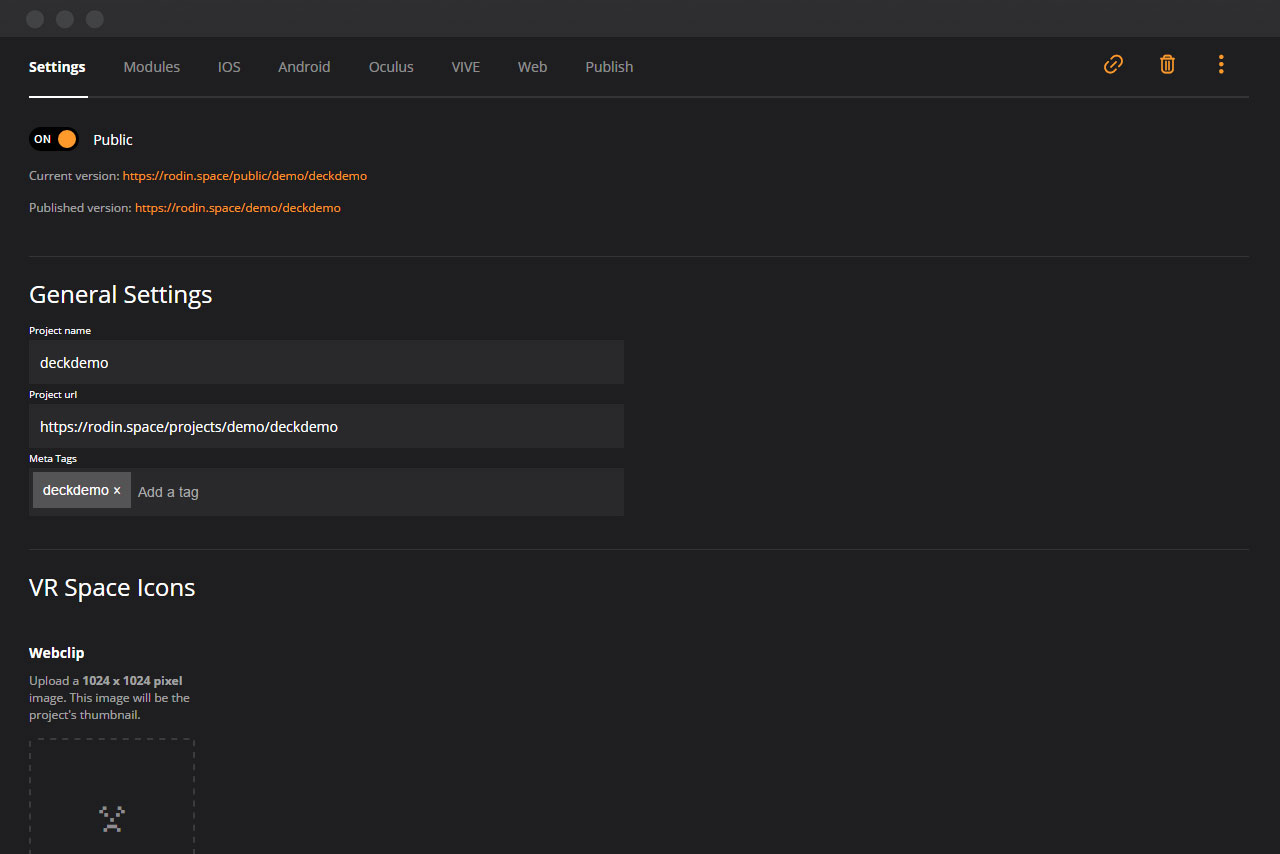 Settings Modules IOS Android Oculus VIVE Web Publish
ON Public
Current version: https://rodin.space/public/demo/deckdemo
Published version: https://rodin.space/demo/deckdemo
General Settings
Project name
deckdemo
Project url
https://rodin.space/projects/demo/deckdemo
Meta Tags
deckdemo x Add a tag
VR Space Icons
Webclip
Upload a 1024 x 1024 pixel
image. This image will be the
project's thumbnail.